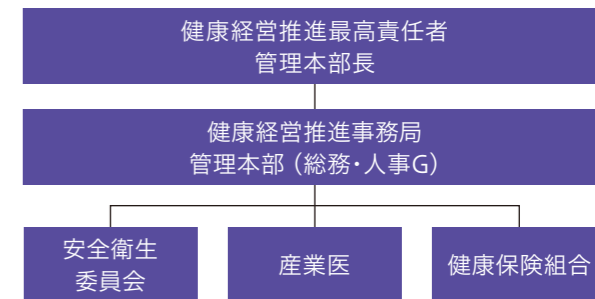 健康経営推進最高責任者
管理本部長
健康経営推進事務局
管理本部（総務・人事G）
安全衛生
委員会
産業医
健康保険組合